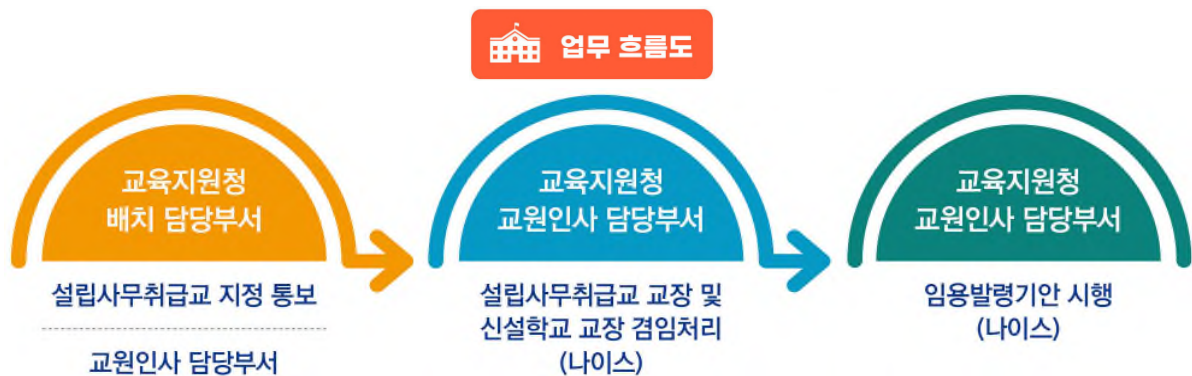 업무 흐름도
교육지원청
배치 담당부서
설립사무취급교 지정 통보
교원인사 담당부서
교육지원청
교원인사 담당부서
설립사무취급교 교장 및
신설학교 교장 겸임처리
(나이스)
교육지원청
교원인사 담당부서
임용발령기안 시행
(나이스)